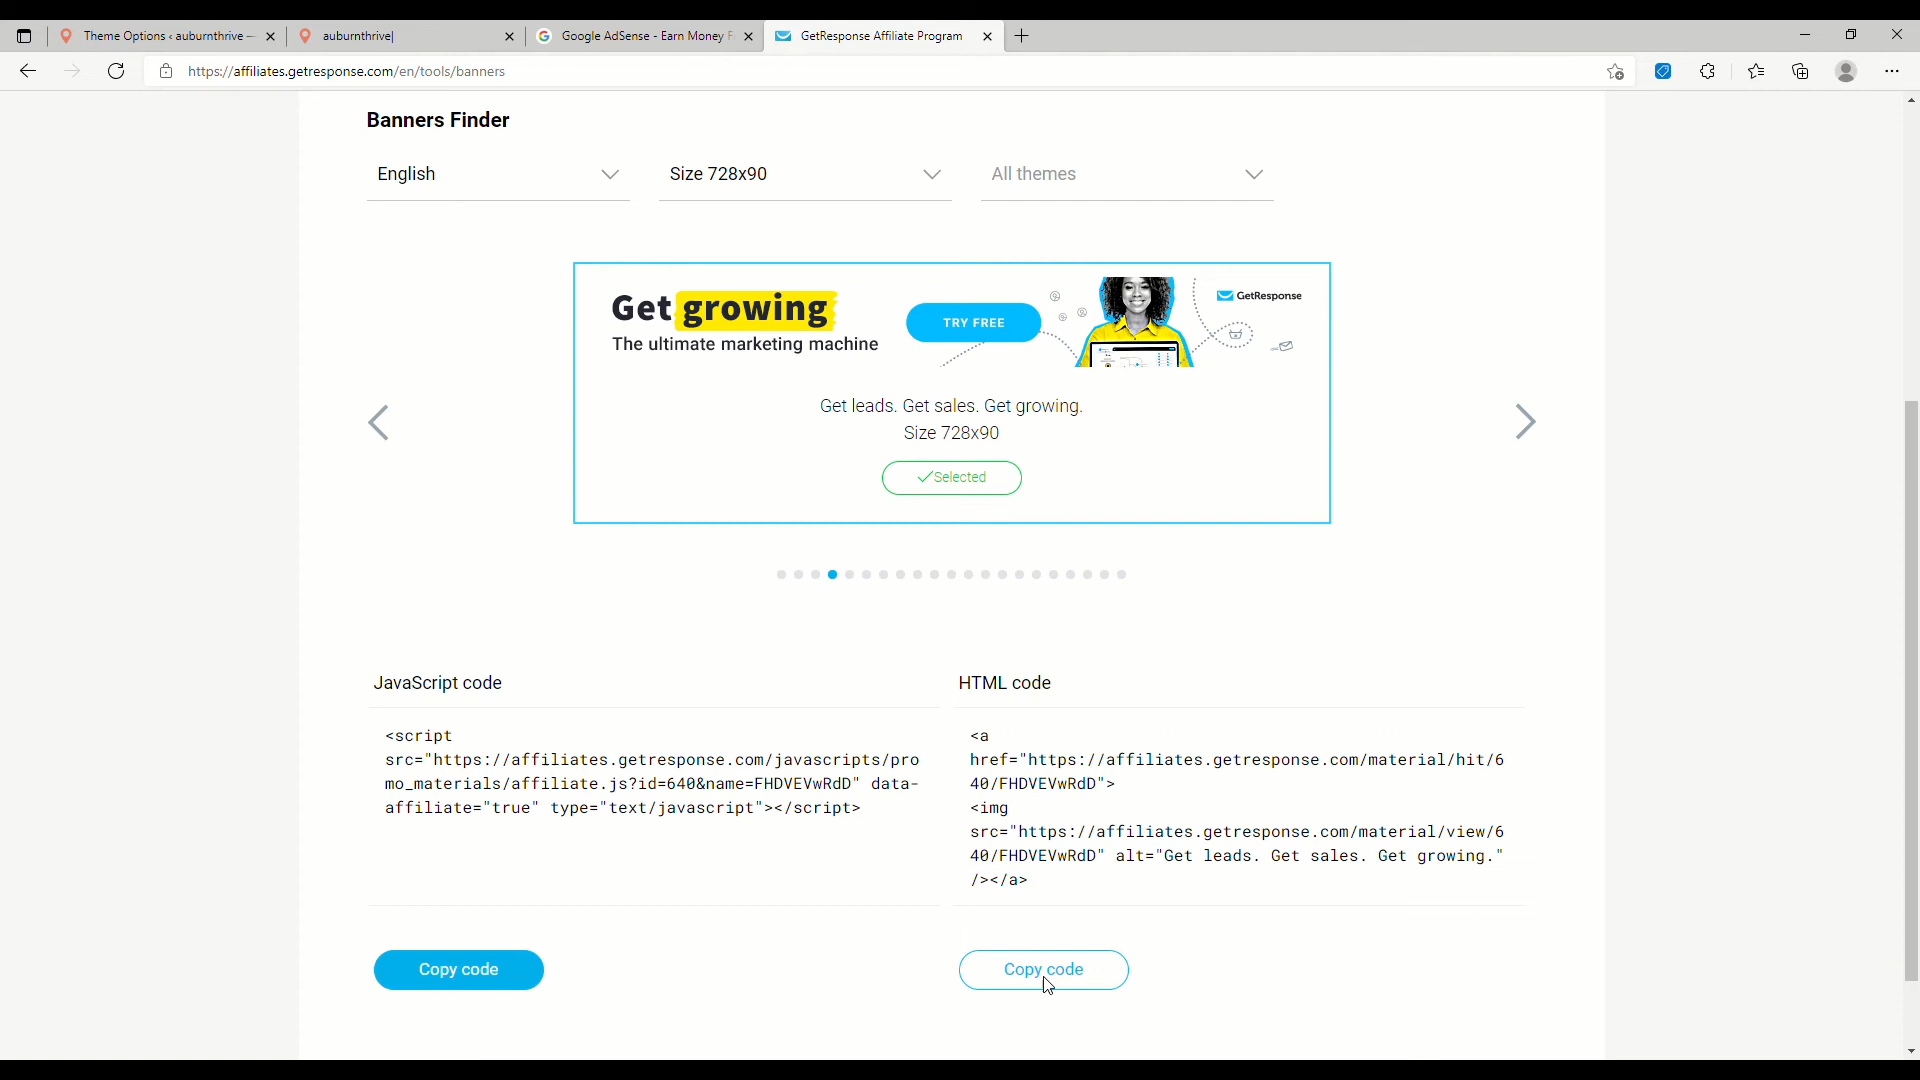 Theme Options ‹ auburnthrive —
auburnthrive|
Google AdSense - Earn Money F
GetResponse Affiliate Program
https://affiliates.getresponse.com/en/tools/banners
Banners Finder
English
Size 728x90
All themes
Get growing
The ultimate marketing machine
TRY FREE
GetResponse
Get leads. Get sales. Get growing.
Size 728x90
Selected
JavaScript code
<script
src="https://affiliates.getresponse.com/javascripts/pro
mo_materials/affiliate.js?id=640&name=FHDVEVwRdD" data-
affiliate="true" type="text/javascript"></script>
Copy code
HTML code
<a
href="https://affiliates.getresponse.com/material/hit/6
40/FHDVEVwRdD">
<img
src="https://affiliates.getresponse.com/material/view/6
40/FHDVEVwRdD" alt="Get leads. Get sales. Get growing."
/></a>
Copy code